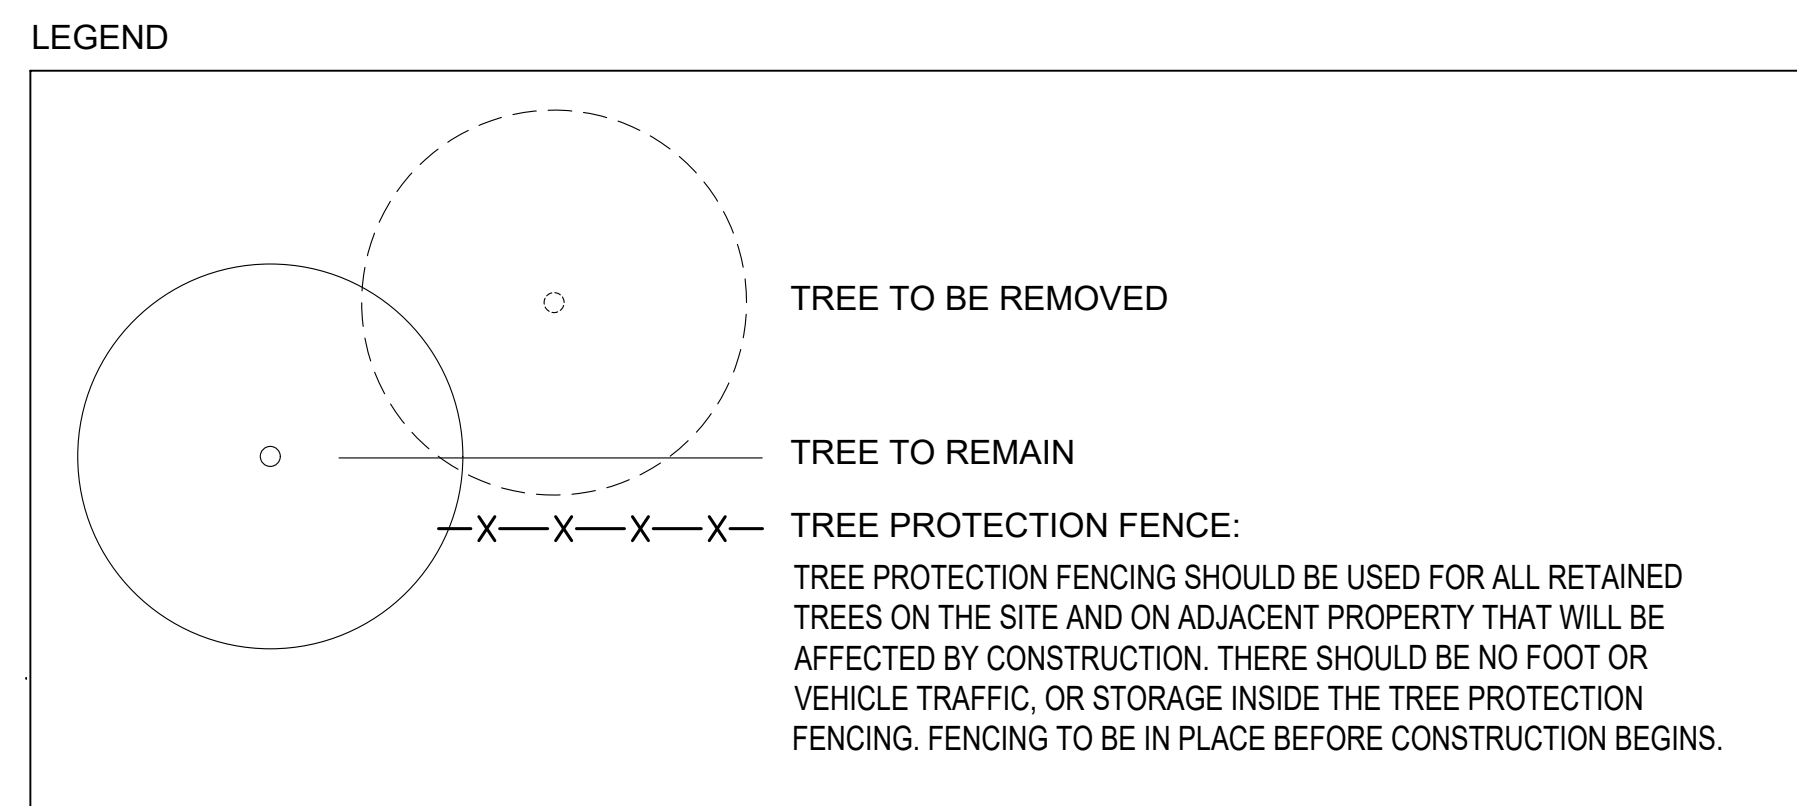 LEGEND
TREE TO BE REMOVED
TREE TO REMAIN
X X X X
TREE PROTECTION FENCE:
TREE PROTECTION FENCING SHOULD BE USED FOR ALL RETAINED
TREES ON THE SITE AND ON ADJACENT PROPERTY THAT WILL BE
AFFECTED BY CONSTRUCTION. THERE SHOULD BE NO FOOT OR
VEHICLE TRAFFIC, OR STORAGE INSIDE THE TREE PROTECTION
FENCING. FENCING TO BE IN PLACE BEFORE CONSTRUCTION BEGINS.